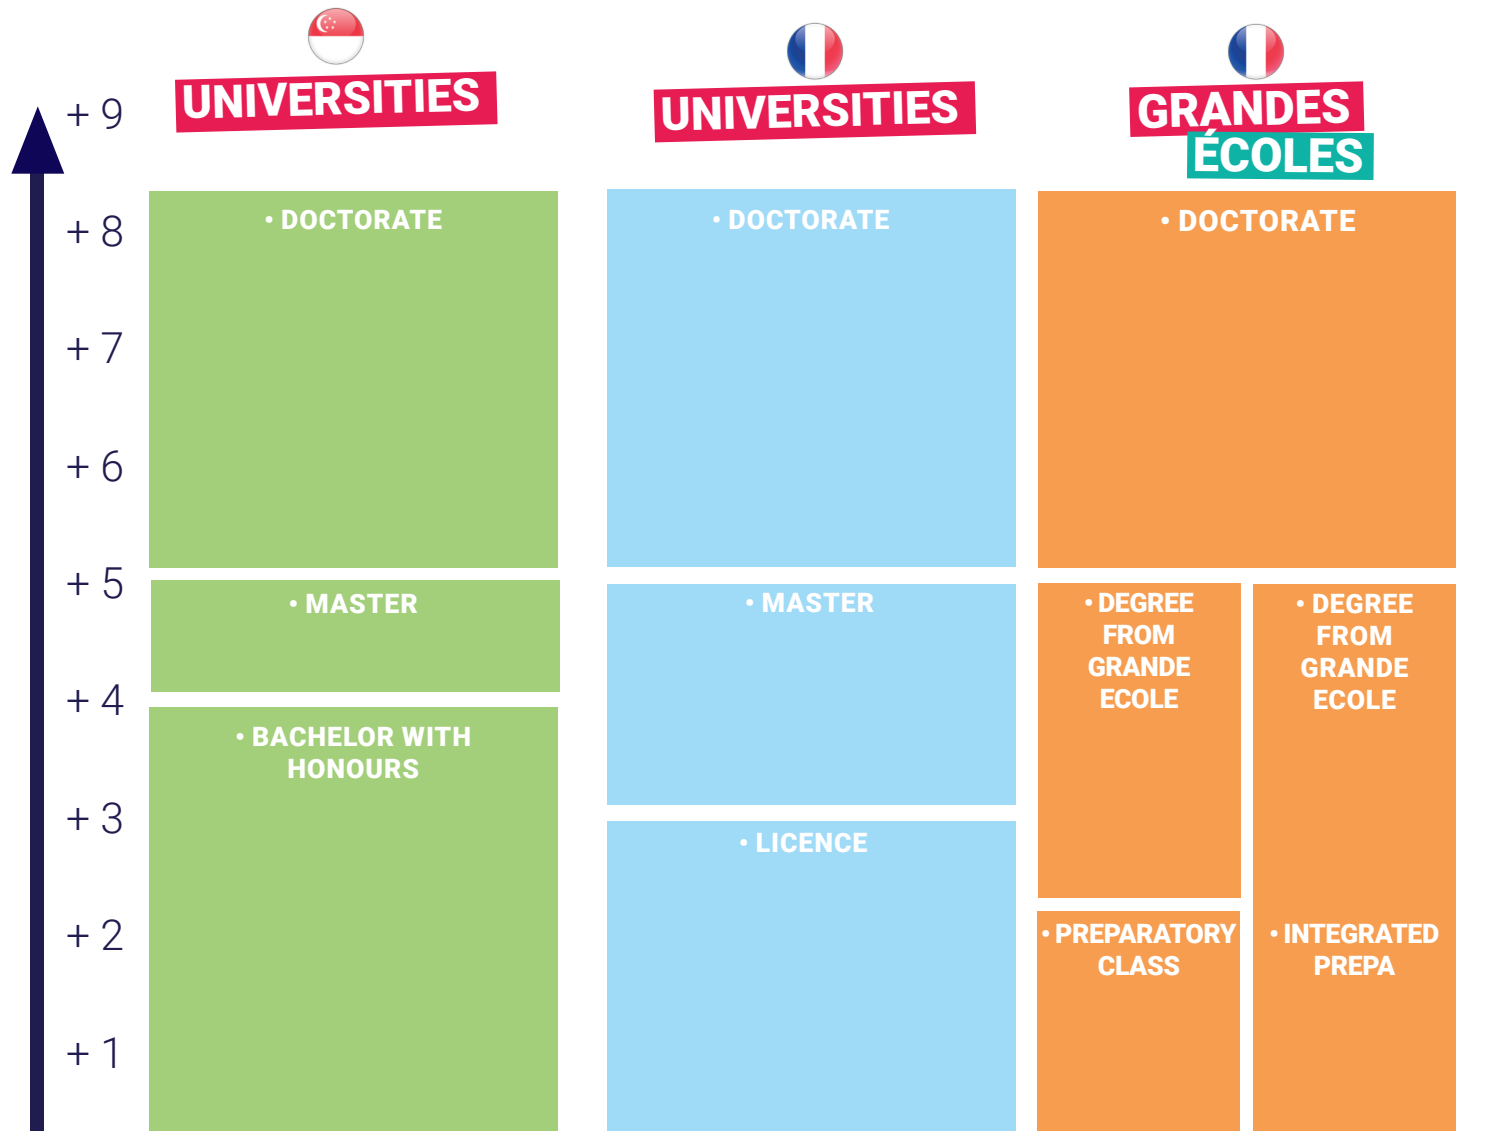 UNIVERSITIES
UNIVERSITIES
GRANDES
ÉCOLES
+ 9
+ 8
+ 7
+ 6
+ 5
+ 4
+ 3
+ 2
+ 1
• DOCTORATE
• MASTER
• BACHELOR WITH
HONOURS
• DOCTORATE
• MASTER
• LICENCE
• DOCTORATE
• DEGREE
FROM
GRANDE
ECOLE
• PREPARATORY
CLASS
• DEGREE
FROM
GRANDE
ECOLE
• INTEGRATED
PREPA